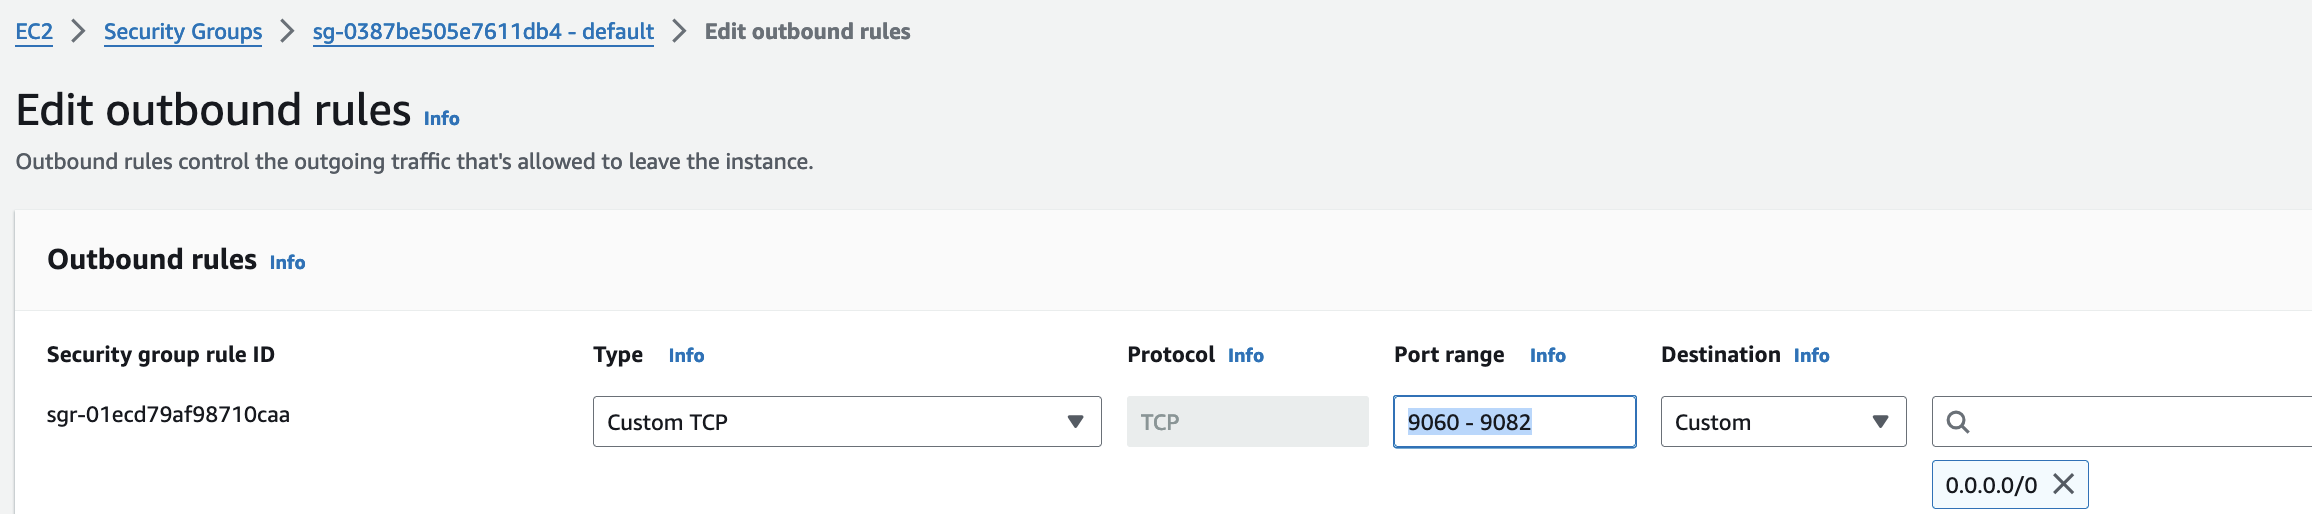 EC2 > Security Groups > sg-0387be505e7611db4 - default > Edit outbound rules
Edit outbound rules Info
Outbound rules control the outgoing traffic that's allowed to leave the instance.
Outbound rules Info
Security group rule ID Type Info Protocol Info Port range Info Destination Info
sgr-01ecd79af98710caa Custom TCP TCP 9060 - 9082 Custom
0.0.0.0/0